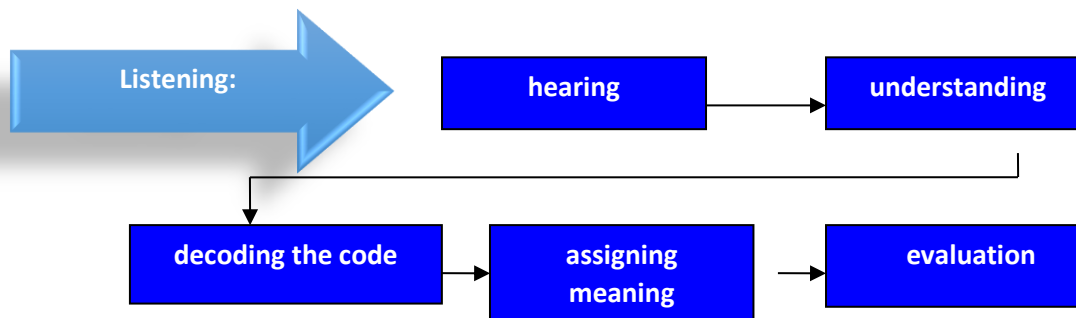 Listening:
hearing
understanding
decoding the code
assigning
meaning
evaluation